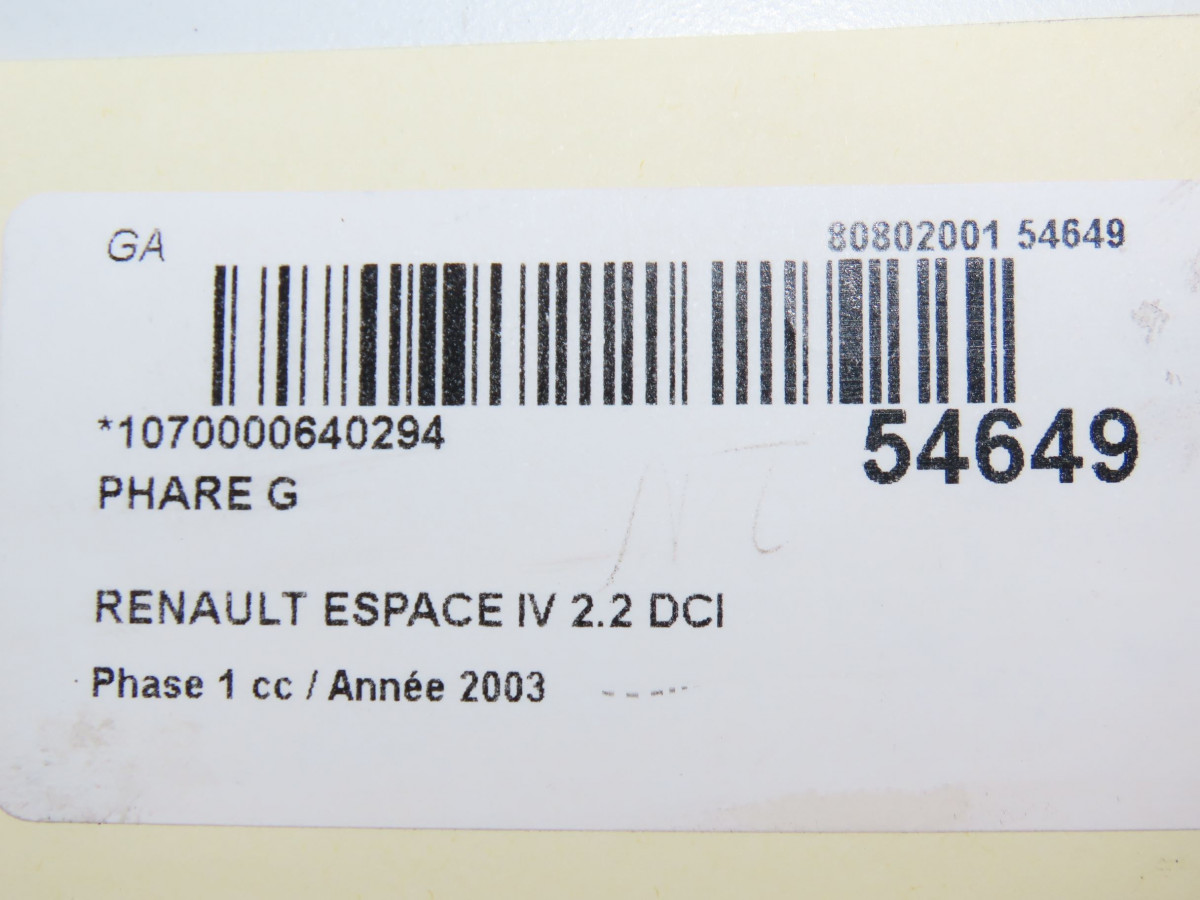 GA
80802001 54649
*1070000640294
54649
PHARE G
RENAULT ESPACE IV 2.2 DCI
Phase 1 cc / Année 2003